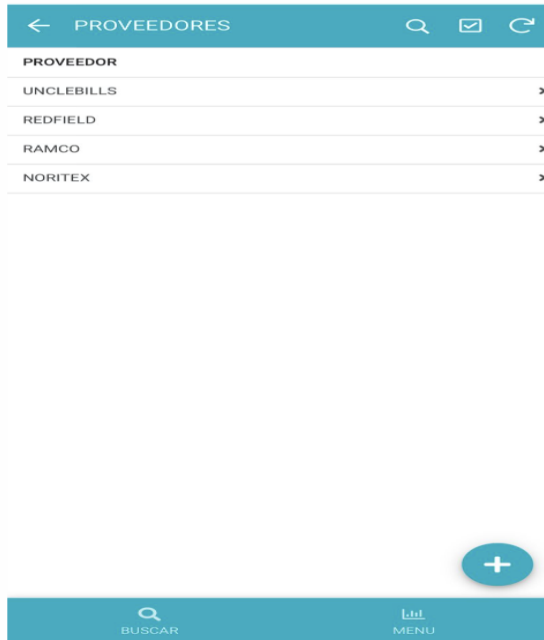 PROVEEDORES
PROVEEDOR
UNCLEBILLS
REDFIELD
RAMCO
NORITEX
BUSCAR
MENU